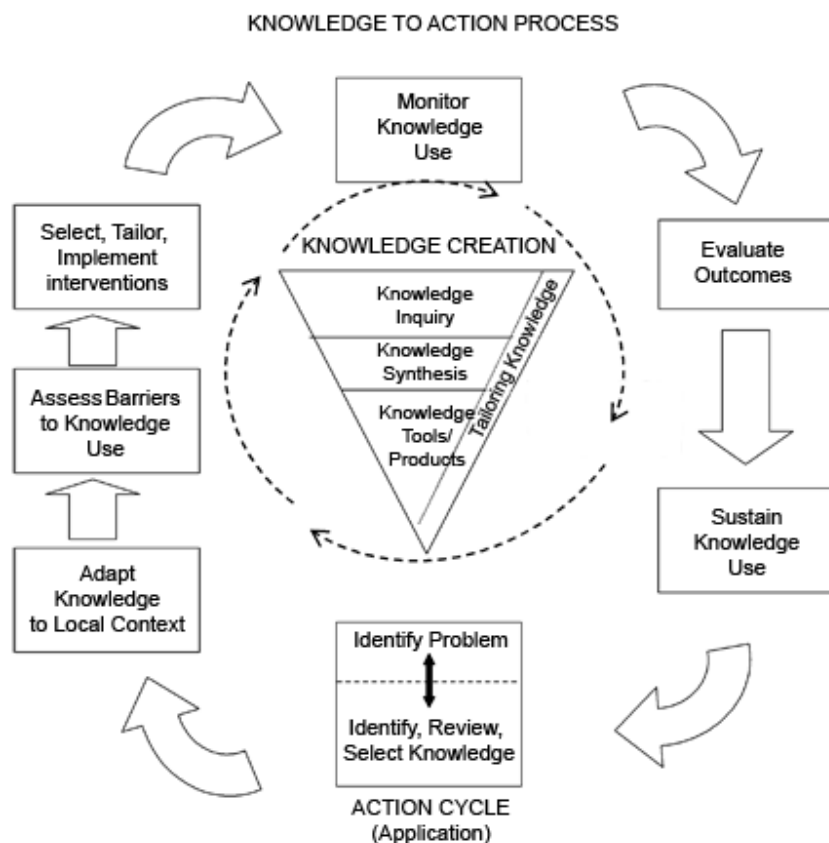 KNOWLEDGE TO ACTION PROCESS
Monitor
Knowledge
Use
Select, Tailor,
Implement
interventions
Evaluate
Outcomes
KNOWLEDGE CREATION
Knowledge
Inquiry
Knowledge
Synthesis
Knowledge
Tools/
Products
Tailoring Knowledge
Assess Barriers
to Knowledge
Use
Sustain
Knowledge
Use
Adapt
Knowledge
to Local Context
Identify Problem
Identify, Review,
Select Knowledge
ACTION CYCLE
(Application)